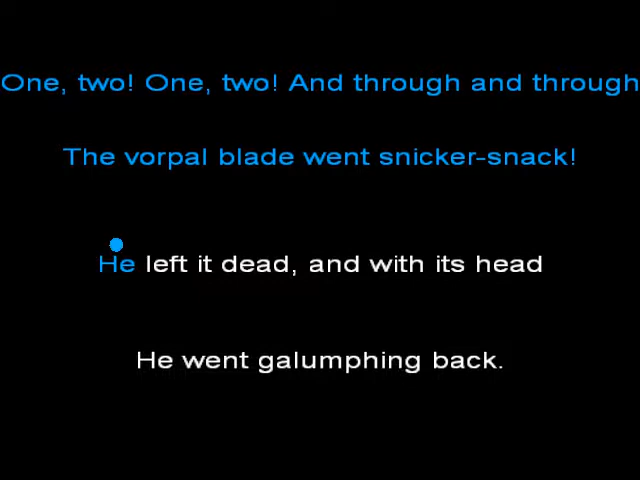 One, two! One, two! And through and through
The vorpal blade went snicker-snack!
He left it dead, and with its head
He went galumphing back.